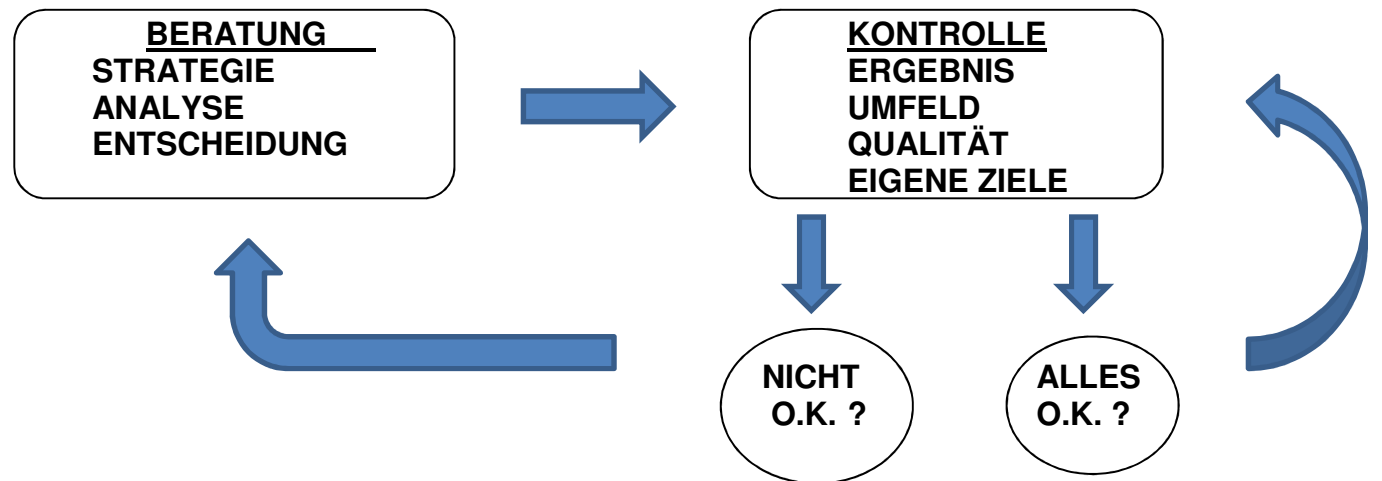 BERATUNG
STRATEGIE
ANALYSE
ENTSCHEIDUNG
KONTROLLE
ERGEBNIS
UMFELD
QUALITÄT
EIGENE ZIELE
NICHT
O.K. ?
ALLES
O.K. ?